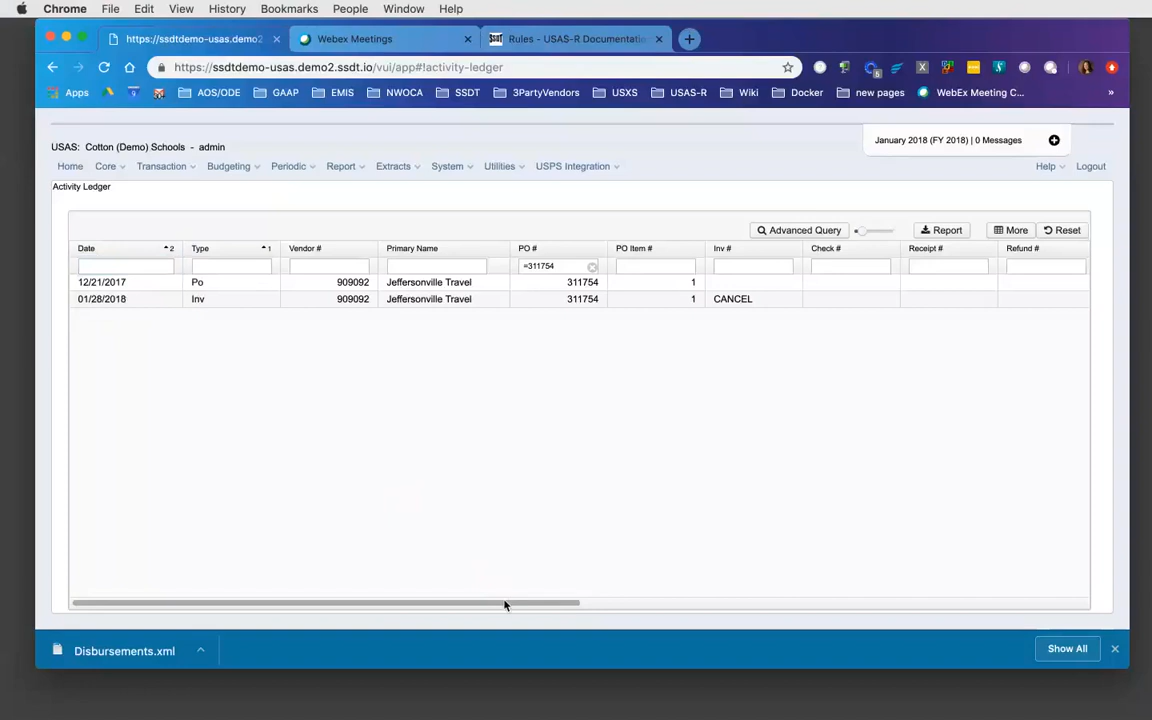 Chrome File Edit View History Bookmarks People Window Help
https://ssdtdemo-usas.demo2 Webex Meetings SSDT Rules - USAS-R Documentatio
https://ssdtdemo-usas.demo2.ssdt.io/vui/app#!activity-ledger 5 X
Apps AOS/ODE GAAP EMIS NWOCA SSDT 3PartyVendors USXS USAS-R Wiki Docker new pages WebEx Meeting C... »
January 2018 (FY 2018) | 0 Messages
USAS: Cotton (Demo) Schools - admin
Home Core Transaction Budgeting Periodic Report Extracts System Utilities USPS Integration Help Logout
Activity Ledger
Advanced Query Report More Reset
Date 2 Type 1 Vendor # Primary Name PO # PO Item # Inv # Check # Receipt # Refund #
=311754
12/21/2017 Po 909092 Jeffersonville Travel 311754 1
01/28/2018 Inv 909092 Jeffersonville Travel 311754 1 CANCEL
Disbursements.xml Show All